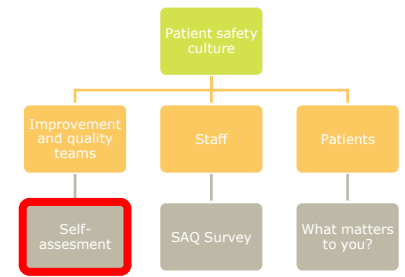 Patient safety
culture
Improvement
and quality
teams
Staff
Patients
Self-
assesment
SAQ Survey
What matters
to you?